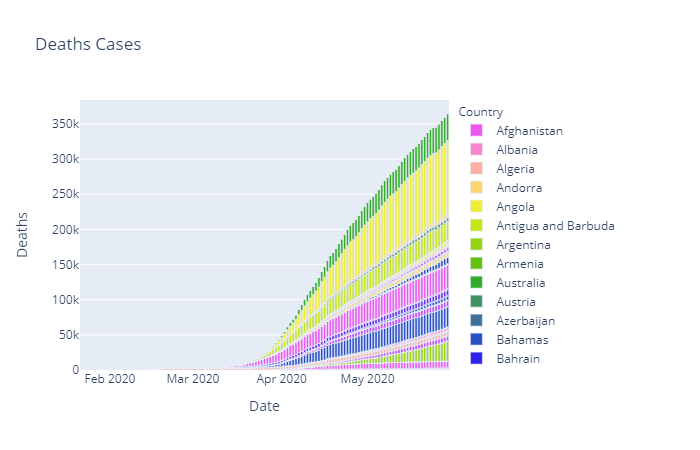 Deaths Cases
Country
Afghanistan
Albania
Algeria
Andorra
Angola
Antigua and Barbuda
Argentina
Armenia
Australia
Austria
Azerbaijan
Bahamas
Bahrain
350k
300k
250k
200k
150k
100k
50k
0
Deaths
Feb 2020 Mar 2020 Apr 2020 May 2020
Date